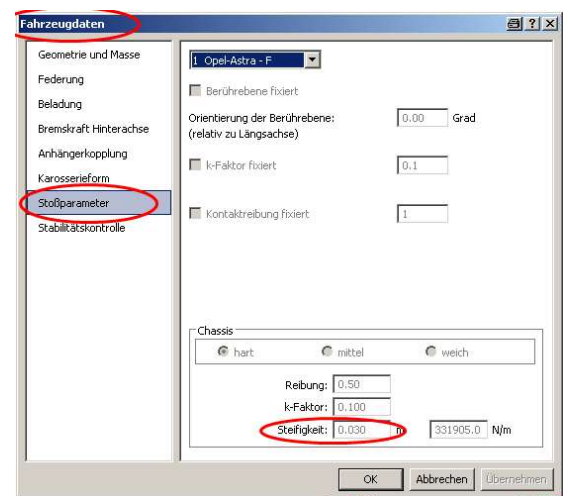 Fahrzeugdaten
Geometrie und Masse
Federung
Beladung
Bremskraft Hinterachse
Anhängerkopplung
Karosserieform
Stoßparameter
Stabilitätskontrolle
1 Opel-Astra - F
Berührebene fixiert
Orientierung der Berührebene: 0.00 Grad
(relativ zu Längsachse)
k-Faktor fixiert 0.1
Kontaktreibung fixiert 1
Chassis
hart mittel weich
Reibung: 0.50
k-Faktor: 0.100
Steifigkeit: 0.030 m 331905.0 N/m
OK Abbrechen Übernehmen